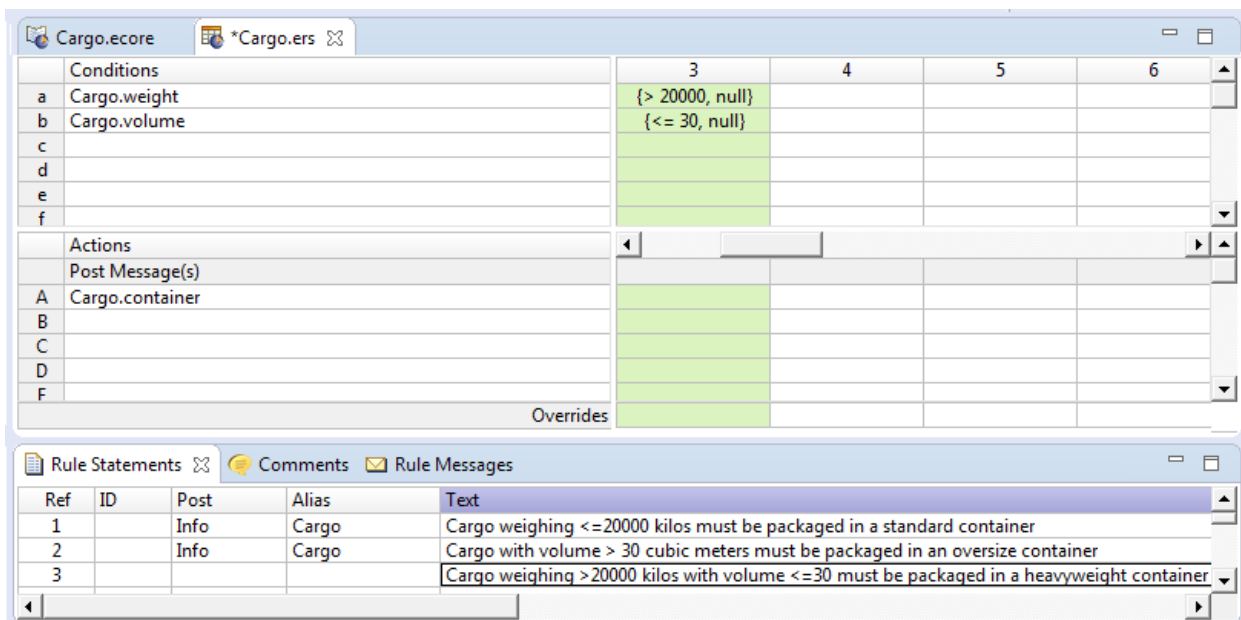 Cargo.ecore *Cargo.ers
Conditions 3 4 5 6
a Cargo.weight {> 20000, null}
b Cargo.volume {<= 30, null}
c
d
e
f
Actions
Post Message(s)
A Cargo.container
B
C
D
Overrides
Rule Statements Comments Rule Messages
Ref ID Post Alias Text
1 Info Cargo Cargo weighing <=20000 kilos must be packaged in a standard container
2 Info Cargo Cargo with volume > 30 cubic meters must be packaged in an oversize container
3 Cargo weighing >20000 kilos with volume <=30 must be packaged in a heavyweight container